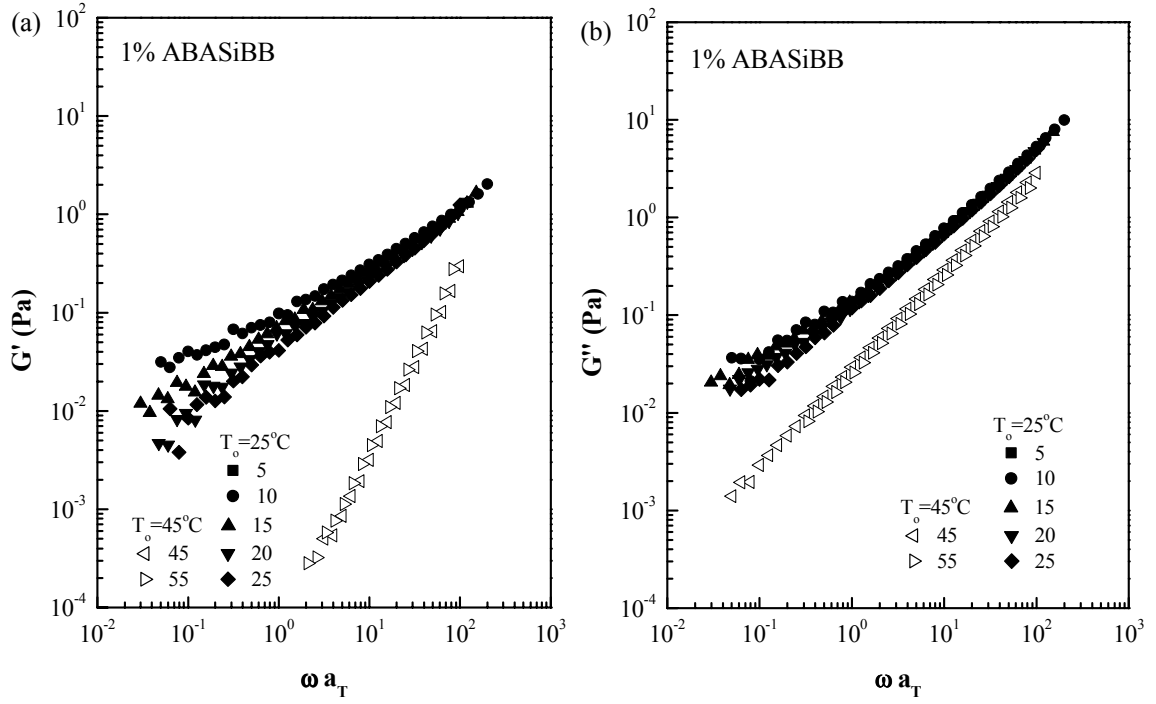 (a)
1% ABASiBB
10^2
10^1
10^0
10^-1
10^-2
10^-3
10^-4
G' (Pa)
T_o=25°C
5
10
T_o=45°C
15
45
20
55
25
10^-2 10^-1 10^0 10^1 10^2 10^3
ω a_T
(b)
1% ABASiBB
10^2
10^1
10^0
10^-1
10^-2
10^-3
10^-4
G'' (Pa)
T_o=25°C
5
10
T_o=45°C
15
45
20
55
25
10^-2 10^-1 10^0 10^1 10^2 10^3
ω a_T